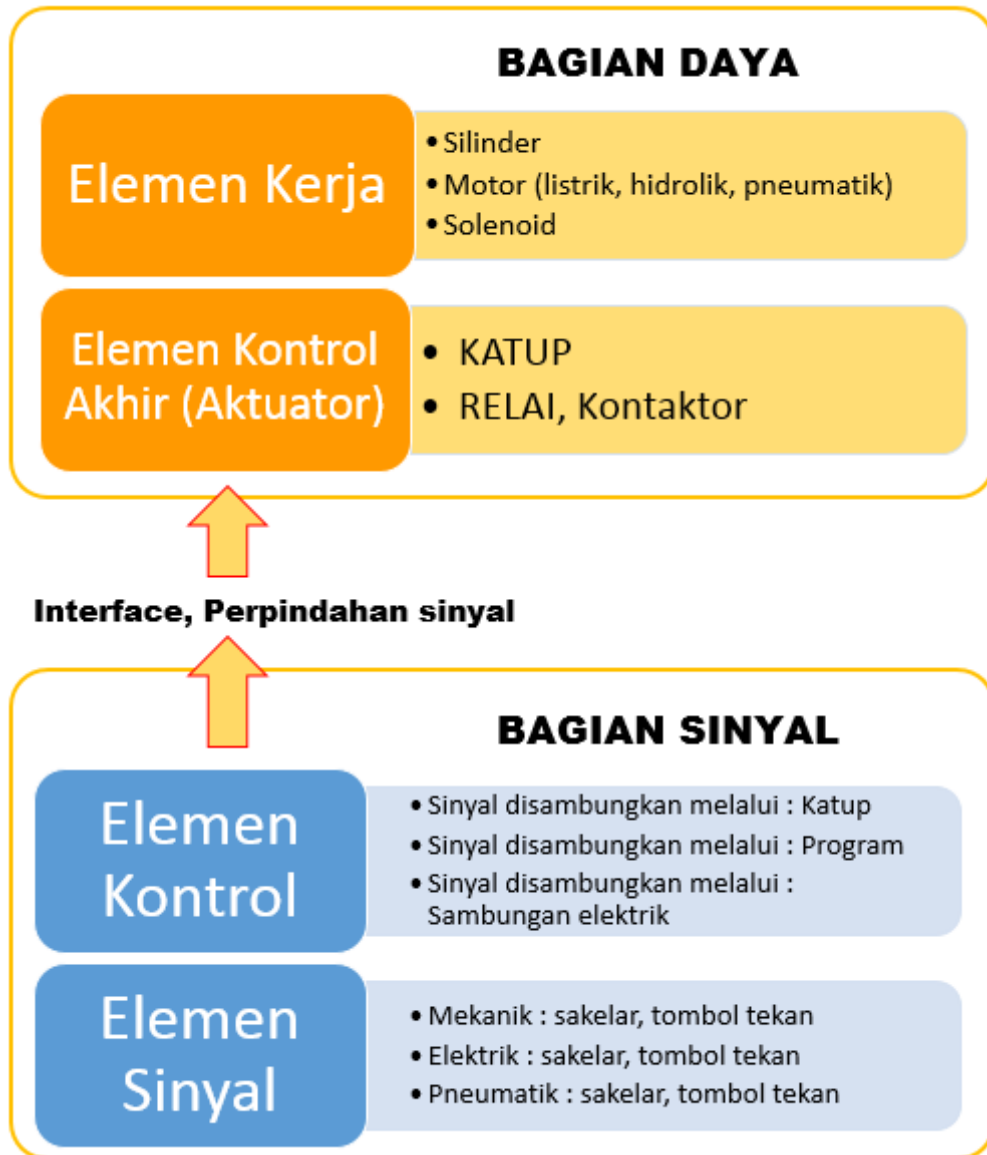 BAGIAN DAYA
Elemen Kerja
• Silinder
• Motor (listrik, hidrolik, pneumatik)
• Solenoid
Elemen Kontrol
Akhir (Aktuator)
• KATUP
• RELAI, Kontaktor
Interface, Perpindahan sinyal
BAGIAN SINYAL
Elemen
Kontrol
• Sinyal disambungkan melalui : Katup
• Sinyal disambungkan melalui : Program
• Sinyal disambungkan melalui :
Sambungan elektrik
Elemen
Sinyal
• Mekanik : sakelar, tombol tekan
• Elektrik : sakelar, tombol tekan
• Pneumatik : sakelar, tombol tekan